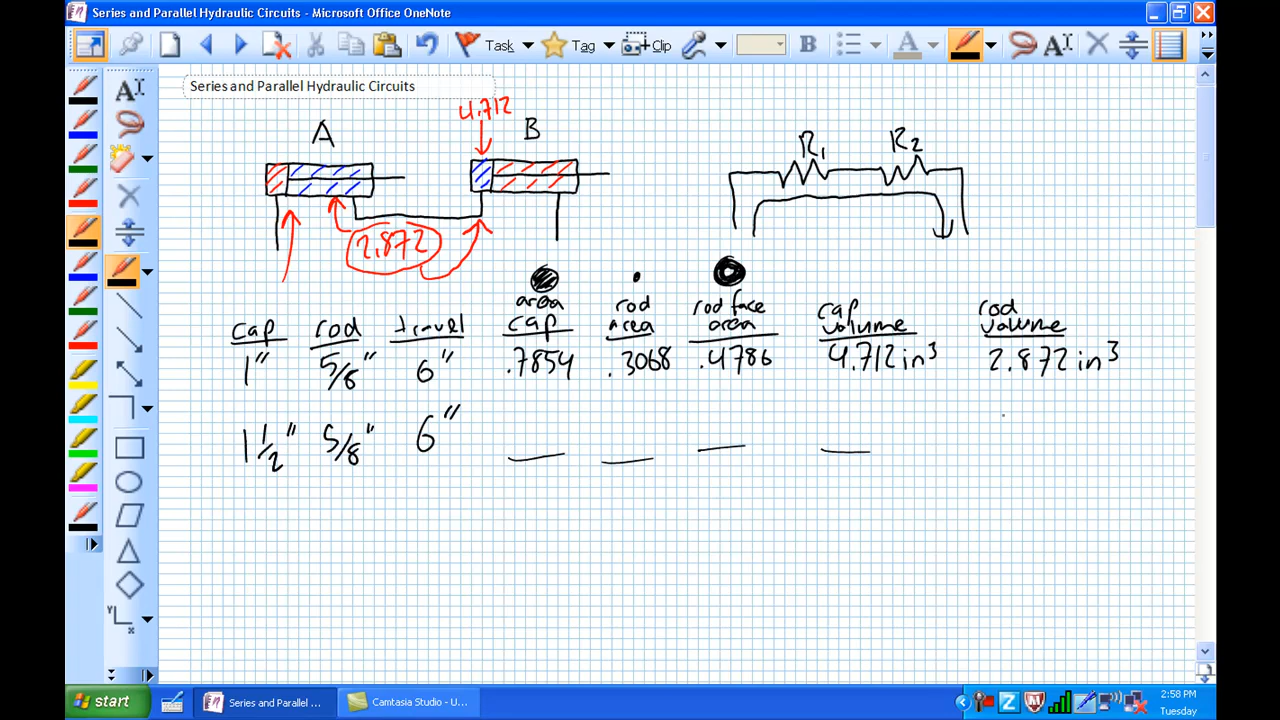 Series and Parallel Hydraulic Circuits - Microsoft Office OneNote
Task Tag Clip B A
Series and Parallel Hydraulic Circuits
4.712
A B R1 R2
2.872
cap rod travel area cap rod area rod face area cap volume rod volume
1" 5/8" 6" .7854 .3068 .4786 4.712 in³ 2.872 in³
1 1/2" 5/8" 6"
start Series and Parallel ... Camtasia Studio - U... 2:58 PM
Tuesday